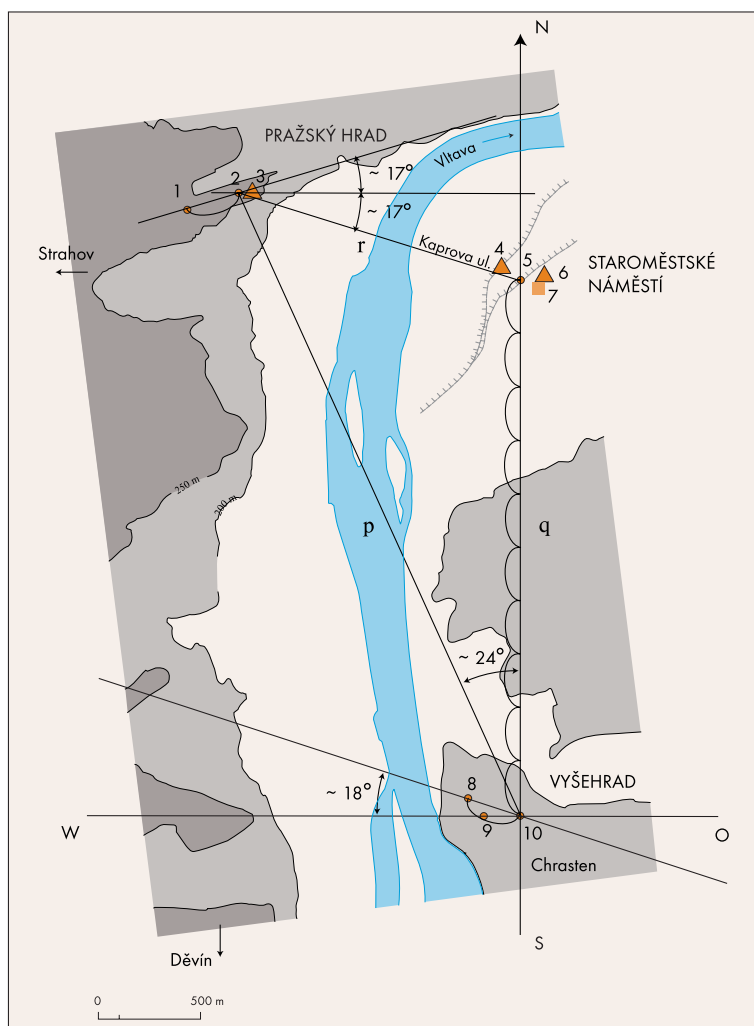 N
PRAŽSKÝ HRAD
Vltava
~ 17°
1
2
3
~ 17°
r
Kaprova ul.
4
5
6
7
STAROMĚSTSKÉ
NÁMĚSTÍ
Strahov
250 m
200 m
p
q
~ 24°
VYŠEHRAD
8
~ 18°
9
10
W
O
Chrasten
S
Děvín
0
500 m